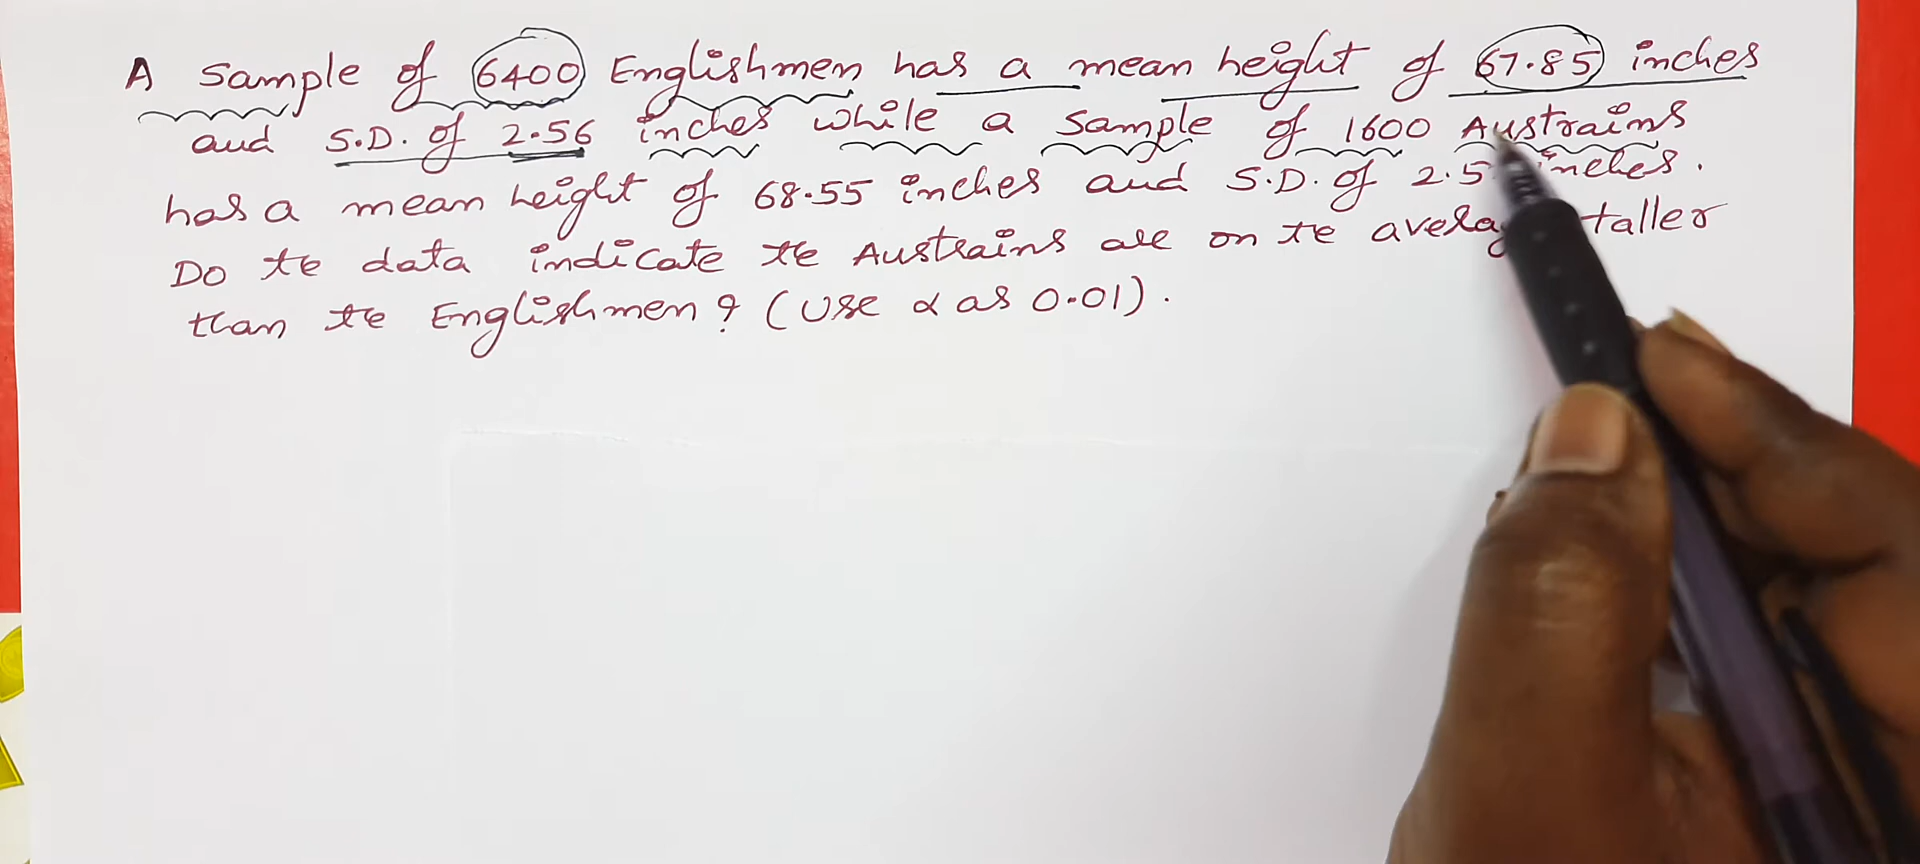 A sample of 6400 Englishmen has a mean height of 67.85 inches
and S.D. of 2.56 inches while a sample of 1600 Austrains
has a mean height of 68.55 inches and S.D. of inches.
Do te data indicate te Austrains are on te taller
than te Englishmen? (Use α as 0.01).